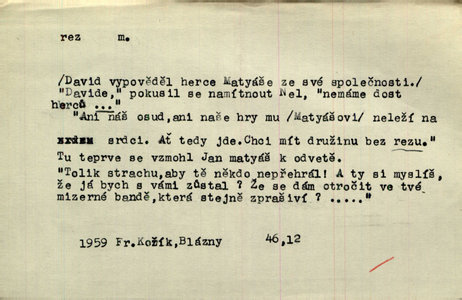 rez m.
/David vypověděl herce Matyáše ze své společnosti./
"Davide," pokusil se namítnout Nel, "nemáme dost
herců ..."
"Ani náš osud,ani naše hry mu /Matyášovi/ neleží na
srdci. Ať tedy jde.Chci mít družinu bez rezu."
Tu teprve se vzmohl Jan matyáš k odvetě.
"Tolik strachu,aby tě někdo nepřehrál! A ty si myslíš,
že já bych s vámi zůstal ? Že se dám otročit ve tvé
mizerné bandě,která stejně zprašiví ? ....."
1959 Fr.Kožík,Blázny 46,12